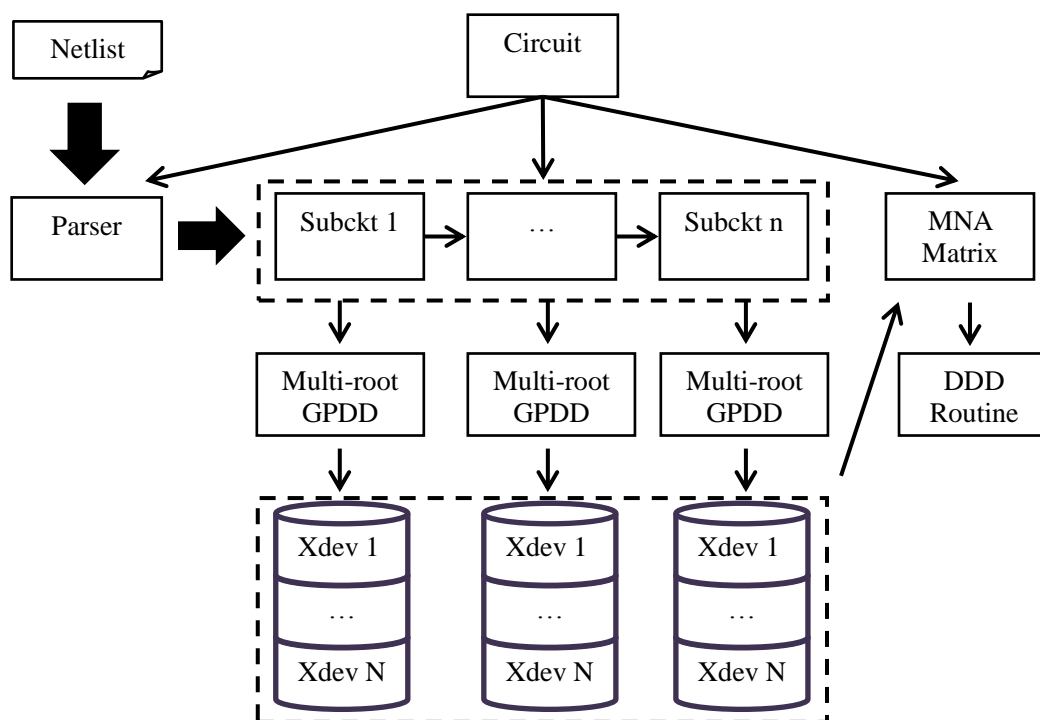 Netlist
Circuit
Parser
Subckt 1
…
Subckt n
MNA
Matrix
Multi-root
GPDD
Multi-root
GPDD
Multi-root
GPDD
DDD
Routine
Xdev 1
…
Xdev N
Xdev 1
…
Xdev N
Xdev 1
…
Xdev N